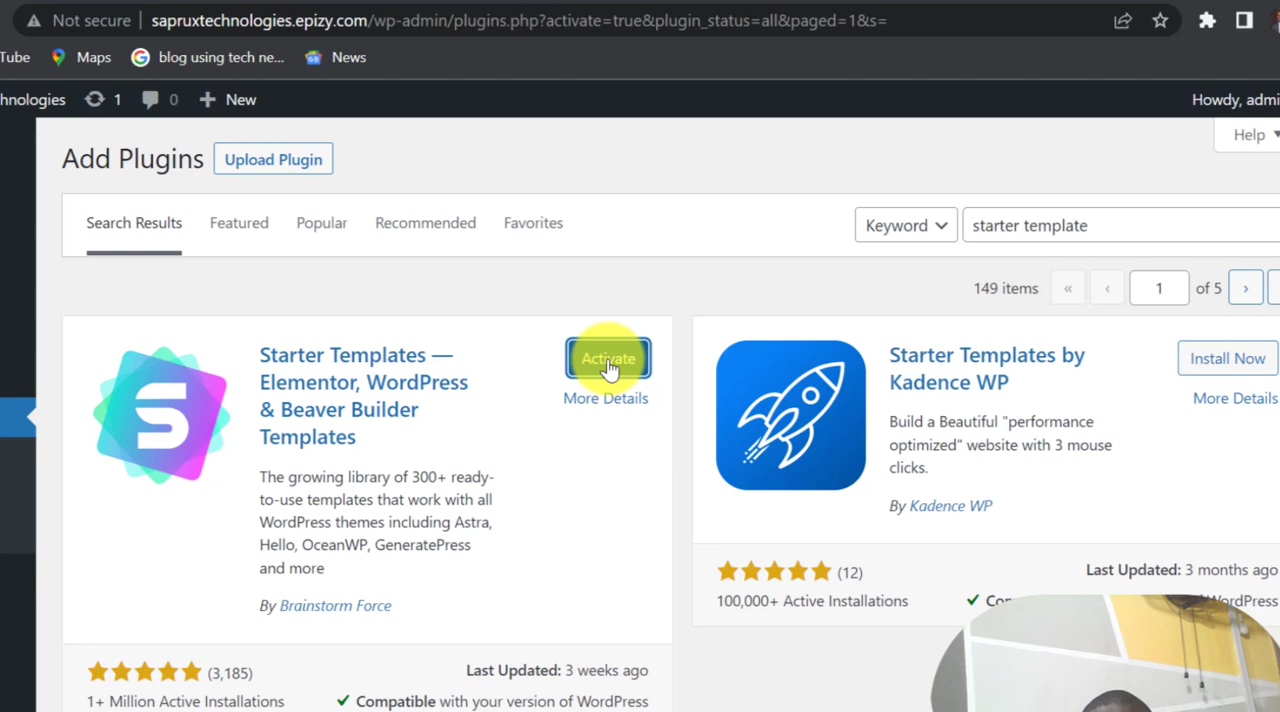 Not secure sapruxtechnologies.epizy.com/wp-admin/plugins.php?activate=true&plugin_status=all&paged=1&s=
Tube Maps blog using tech ne... News
hnologies 1 0 New Howdy, admi
Help
Add Plugins Upload Plugin
Search Results Featured Popular Recommended Favorites Keyword starter template
149 items « ‹ 1 of 5 ›
Starter Templates —
Elementor, WordPress
& Beaver Builder
Templates
Activate
More Details
The growing library of 300+ ready-
to-use templates that work with all
WordPress themes including Astra,
Hello, OceanWP, GeneratePress
and more
By Brainstorm Force
(3,185)
Last Updated: 3 weeks ago
1+ Million Active Installations
Compatible with your version of WordPress
Starter Templates by
Kadence WP
Install Now
More Details
Build a Beautiful "performance
optimized" website with 3 mouse
clicks.
By Kadence WP
(12)
Last Updated: 3 months ago
100,000+ Active Installations